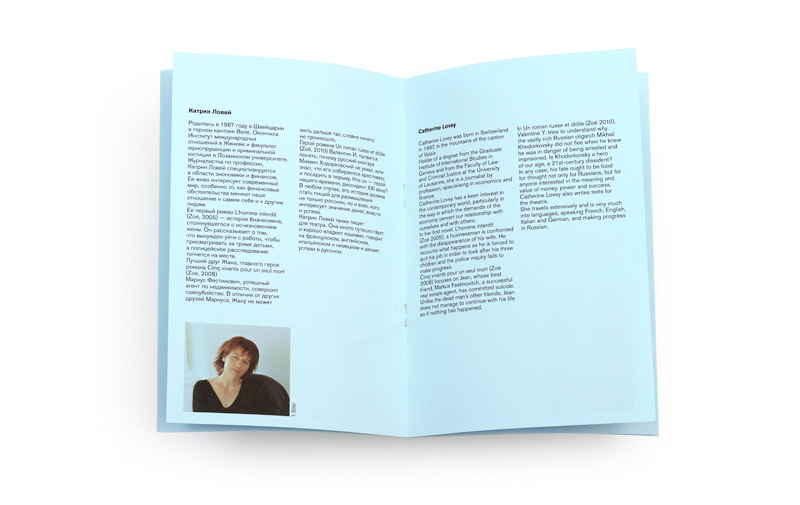 Катрин Ловей
Родилась в 1967 году в Швейцарии
в горном кантоне Вале. Окончила
Институт международных
отношений в Женеве и факультет
юриспруденции и криминальной
юстиции в Лозаннском университете.
Журналистка по профессии,
Катрин Ловей специализируется
в области экономики и финансов.
Ее живо интересует современный
мир, особенно то, как финансовые
обстоятельства меняют наше
отношение к самим себе и к другим
людям.
Ее первый роман L'homme interdit
(Zoé, 2005) — история бизнесмена,
столкнувшегося с исчезновением
жены. Он рассказывает о том,
что вынужден уйти с работы, чтобы
присматривать за тремя детьми,
а полицейское расследование
топчется на месте.
Лучший друг Жана, главного героя
романа Cinq vivants pour un seul mort
(Zoé, 2008)
Маркус Фестинович, успешный
агент по недвижимости, совершил
самоубийство. В отличие от других
друзей Маркуса, Жану не может
жить дальше так, словно ничего
не произошло.
Герой романа Un roman russe et drôle
(Zoé, 2010) Валентин И. пытается
понять, почему русский олигарх
Михаил Ходорковский не уехал, хотя
знал, что его собираются арестовать
и посадить в тюрьму. Кто он — герой
нашего времени, диссидент XXI века?
В любом случае, его история должна
стать пищей для размышлений
не только россиян, но и всех, кого
интересует значение денег, власти
и успеха.
Катрин Ловей также пишет
для театра. Она много путешествует
и хорошо владеет языками, говорит
на французском, английском,
итальянском и немецком и делает
успехи в русском.
Catherine Lovey
Catherine Lovey was born in Switzerland
in 1967, in the mountains of the canton
of Valais.
Holder of a degree from the Graduate
Institute of International Studies in
Geneva and from the Faculty of Law
and Criminal Justice at the University
of Lausanne, she is a journalist by
profession, specialising in economics and
finance.
Catherine Lovey has a keen interest in
the contemporary world, particularly in
the way in which the demands of the
economy pervert our relationship with
ourselves and with others.
In her first novel, L'homme interdit
(Zoé 2005), a businessman is confronted
with the disappearance of his wife. He
recounts what happens as he is forced to
quit his job in order to look after his three
children and the police inquiry fails to
make progress.
Cinq vivants pour un seul mort (Zoé
2008) focuses on Jean, whose best
friend, Markus Festinovitch, a successful
real estate agent, has committed suicide.
Unlike the dead man's other friends, Jean
does not manage to continue with his life
as if nothing has happened.
In Un roman russe et drôle (Zoé 2010),
Valentine Y. tries to understand why
the vastly rich Russian oligarch Mikhail
Khodorkovsky did not flee when he knew
he was in danger of being arrested and
imprisoned. Is Khodorkovsky a hero
of our age, a 21st-century dissident?
In any case, his fate ought to be food
for thought not only for Russians, but for
anyone interested in the meaning and
value of money, power and success.
Catherine Lovey also writes texts for
the theatre.
She travels extensively and is very much
into languages, speaking French, English,
Italian and German, and making progress
in Russian.